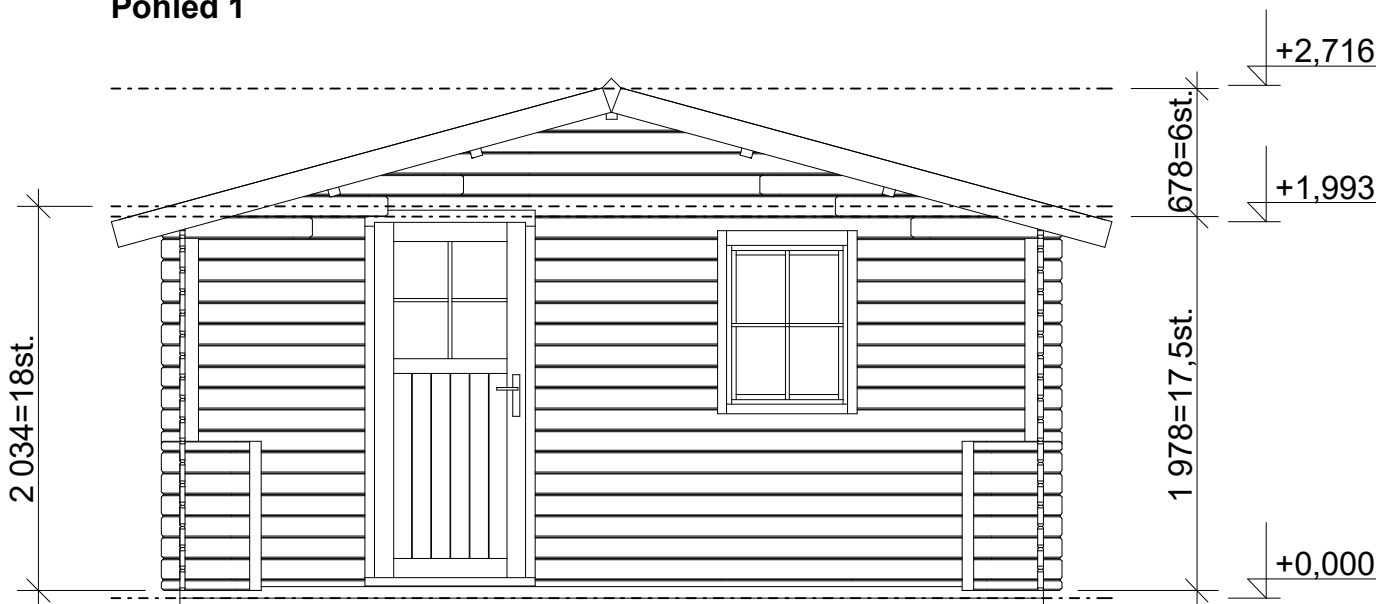 Pohled 1
+2,716
678=6st.
+1,993
2 034=18st.
1 978=17,5st.
+0,000